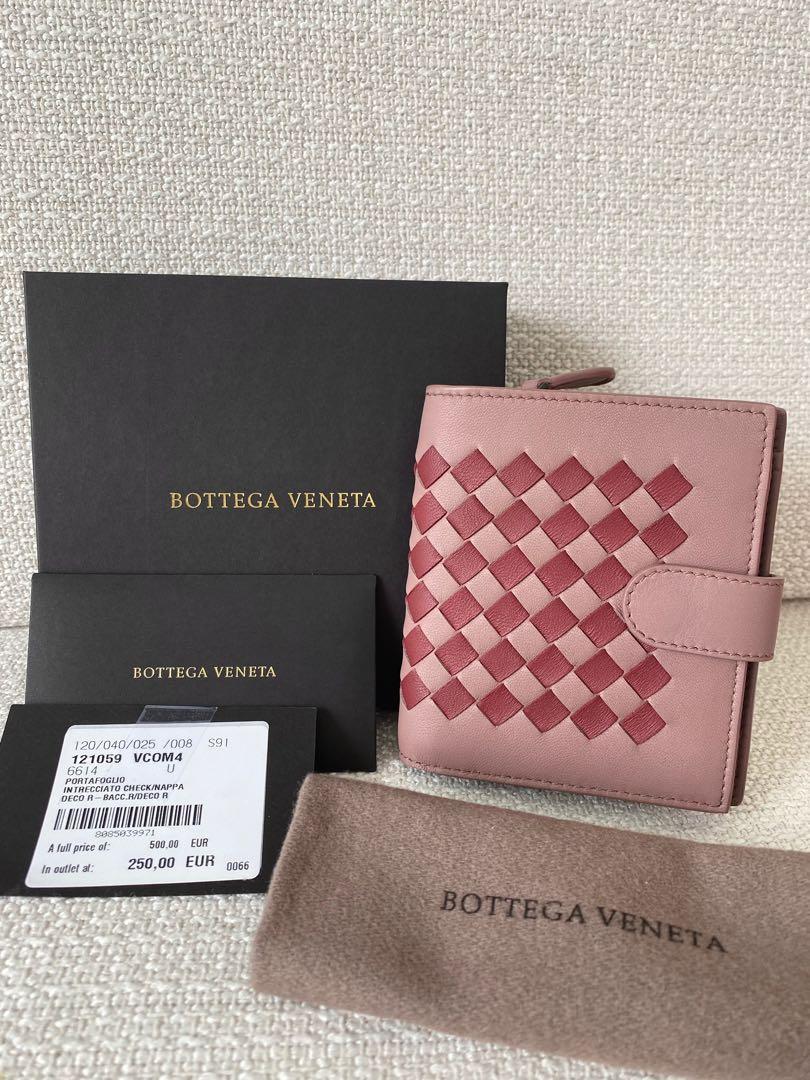 BOTTEGA VENETA
BOTTEGA VENETA
120/040/025 /008 S91
121059 VCOM4
6614 U
PORTAFOGLIO
INTRECCIATO CHECK/NAPPA
DECO R-BACC.R/DECO R
8085039971
A full price of: 500,00 EUR
In outlet at: 250,00 EUR 0066
BOTTEGA VENETA